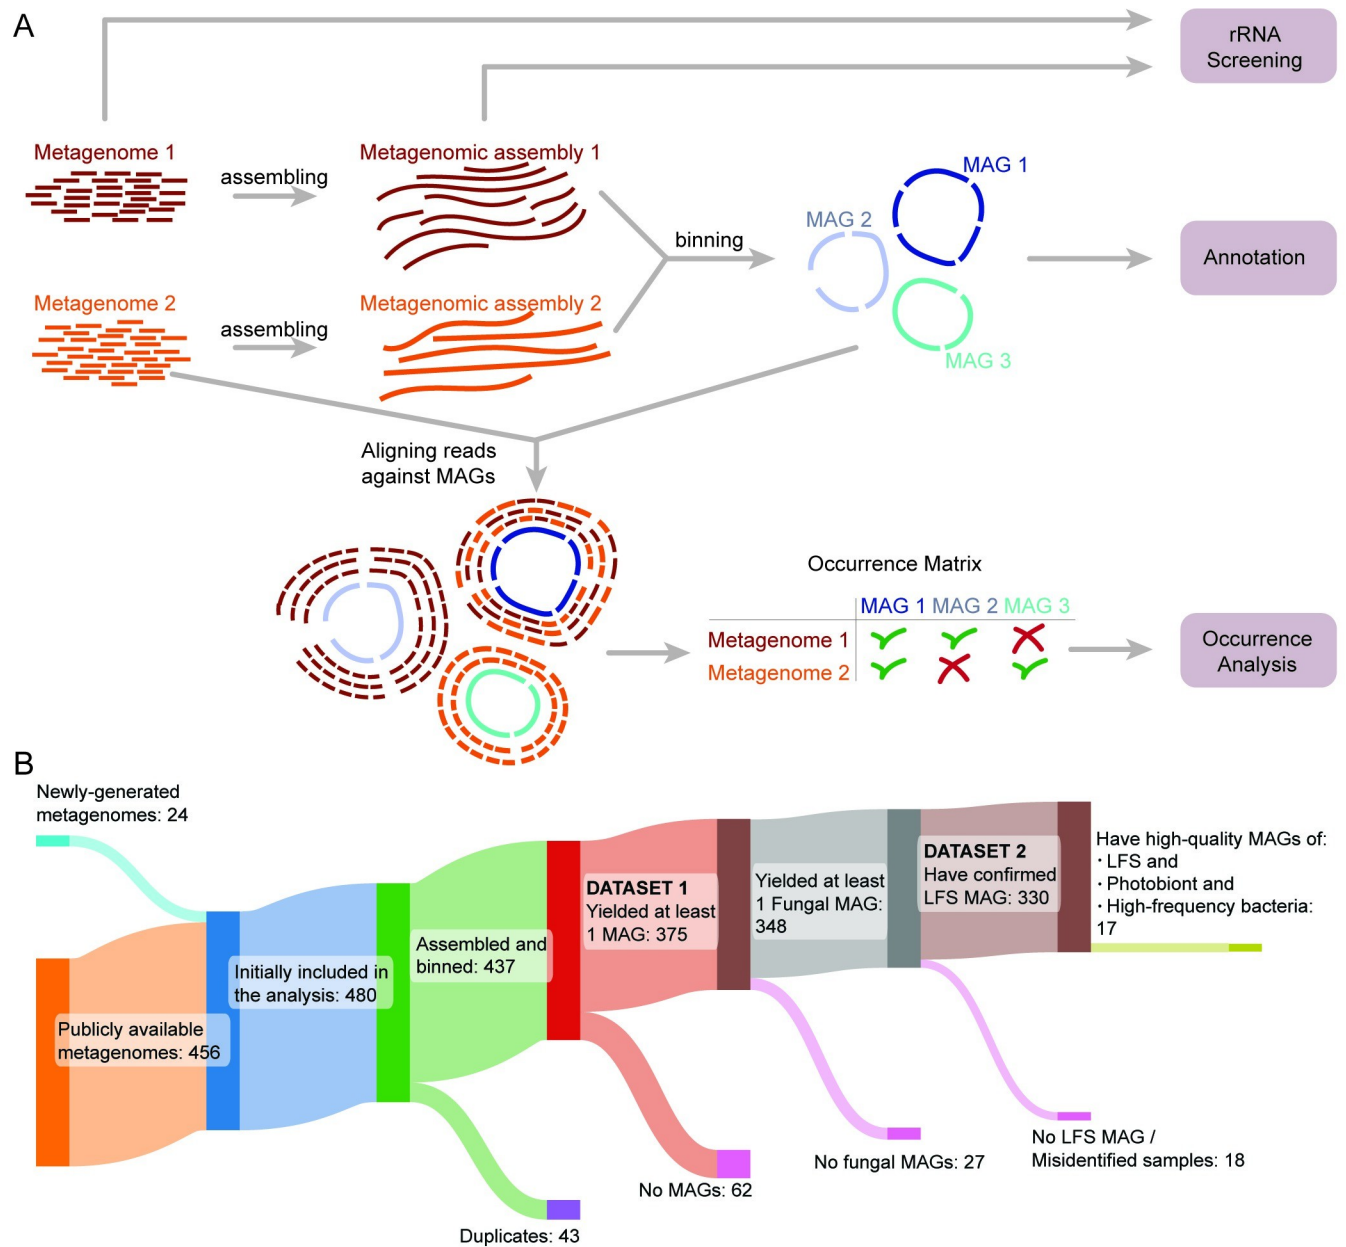 A
rRNA
Screening
Metagenome 1
assembling
Metagenomic assembly 1
MAG 1
MAG 2
binning
Annotation
Metagenome 2
assembling
Metagenomic assembly 2
MAG 3
Aligning reads
against MAGs
Occurrence Matrix
MAG 1 MAG 2 MAG 3
Metagenome 1
Metagenome 2
Occurrence
Analysis
B
Newly-generated
metagenomes: 24
Publicly available
metagenomes: 456
Initially included in
the analysis: 480
Assembled and
binned: 437
Duplicates: 43
DATASET 1
Yielded at least
1 MAG: 375
No MAGs: 62
Yielded at least
1 Fungal MAG:
348
No fungal MAGs: 27
DATASET 2
Have confirmed
LFS MAG: 330
No LFS MAG /
Misidentified samples: 18
Have high-quality MAGs of:
· LFS and
· Photobiont and
· High-frequency bacteria:
17